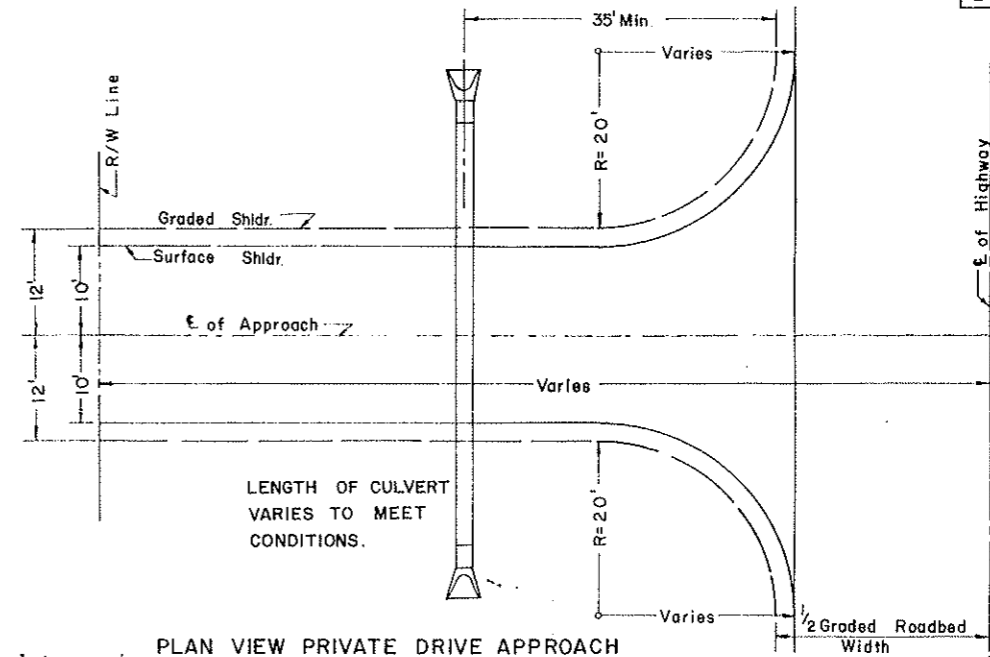 35' Min.
Varies
R/W Line
R=20'
℄ of Highway
Graded Shldr.
Surface Shldr.
12'
10'
℄ of Approach
Varies
12'
10'
LENGTH OF CULVERT
VARIES TO MEET
CONDITIONS.
R=20'
Varies
1/2 Graded Roadbed
Width
PLAN VIEW PRIVATE DRIVE APPROACH